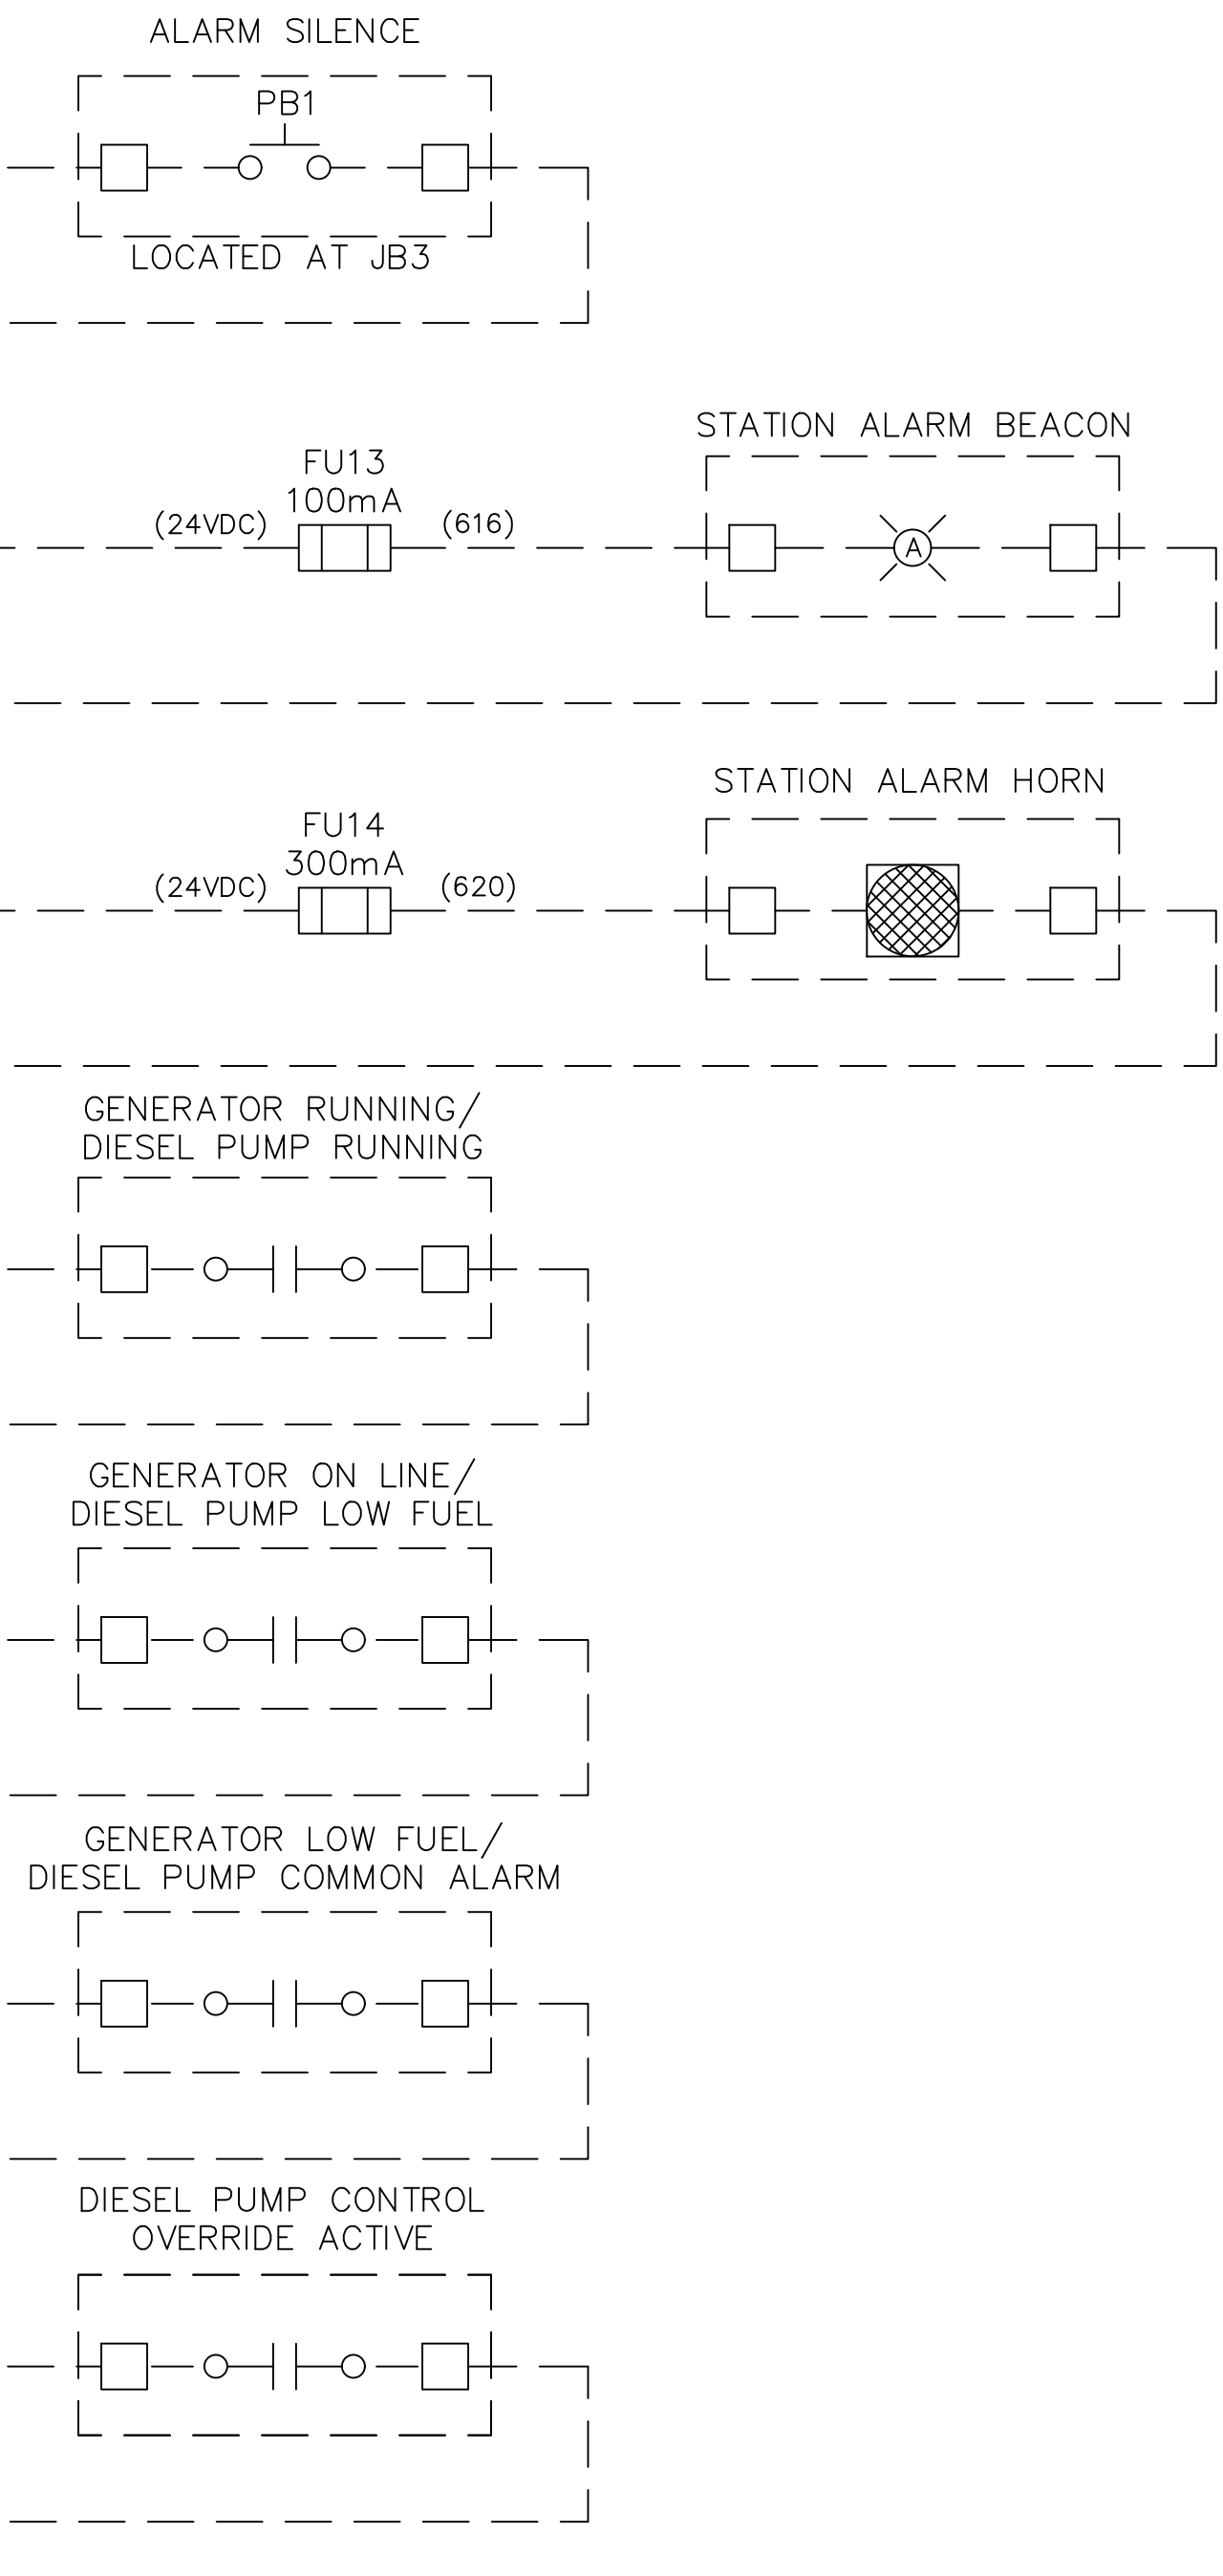 ALARM SILENCE
PB1
LOCATED AT JB3
STATION ALARM BEACON
FU13
100mA
(24VDC)
(616)
A
STATION ALARM HORN
FU14
300mA
(24VDC)
(620)
GENERATOR RUNNING/
DIESEL PUMP RUNNING
GENERATOR ON LINE/
DIESEL PUMP LOW FUEL
GENERATOR LOW FUEL/
DIESEL PUMP COMMON ALARM
DIESEL PUMP CONTROL
OVERRIDE ACTIVE